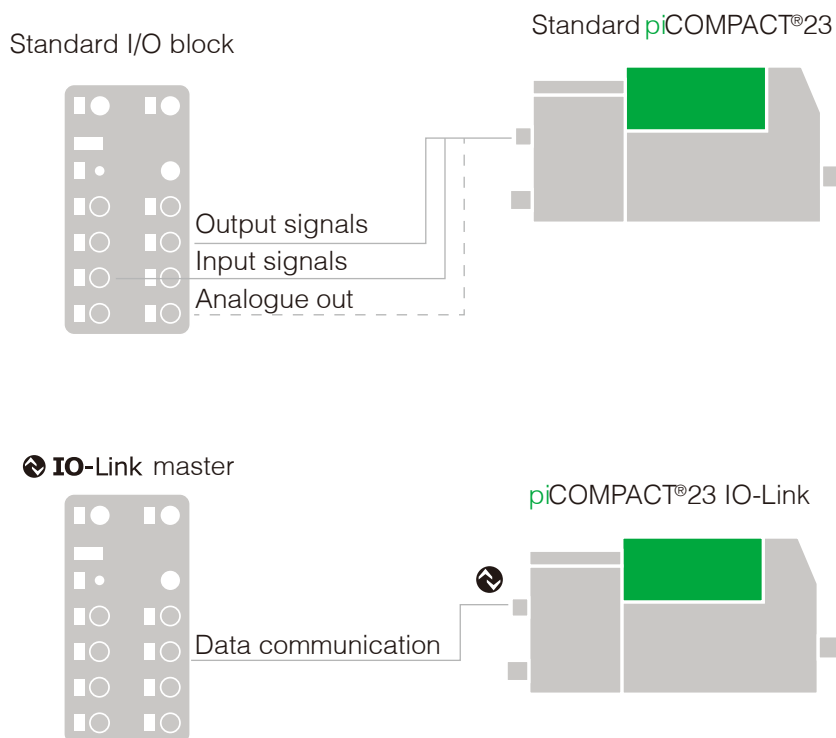 Standard I/O block
Standard piCOMPACT®23
Output signals
Input signals
Analogue out
IO-Link master
piCOMPACT®23 IO-Link
Data communication